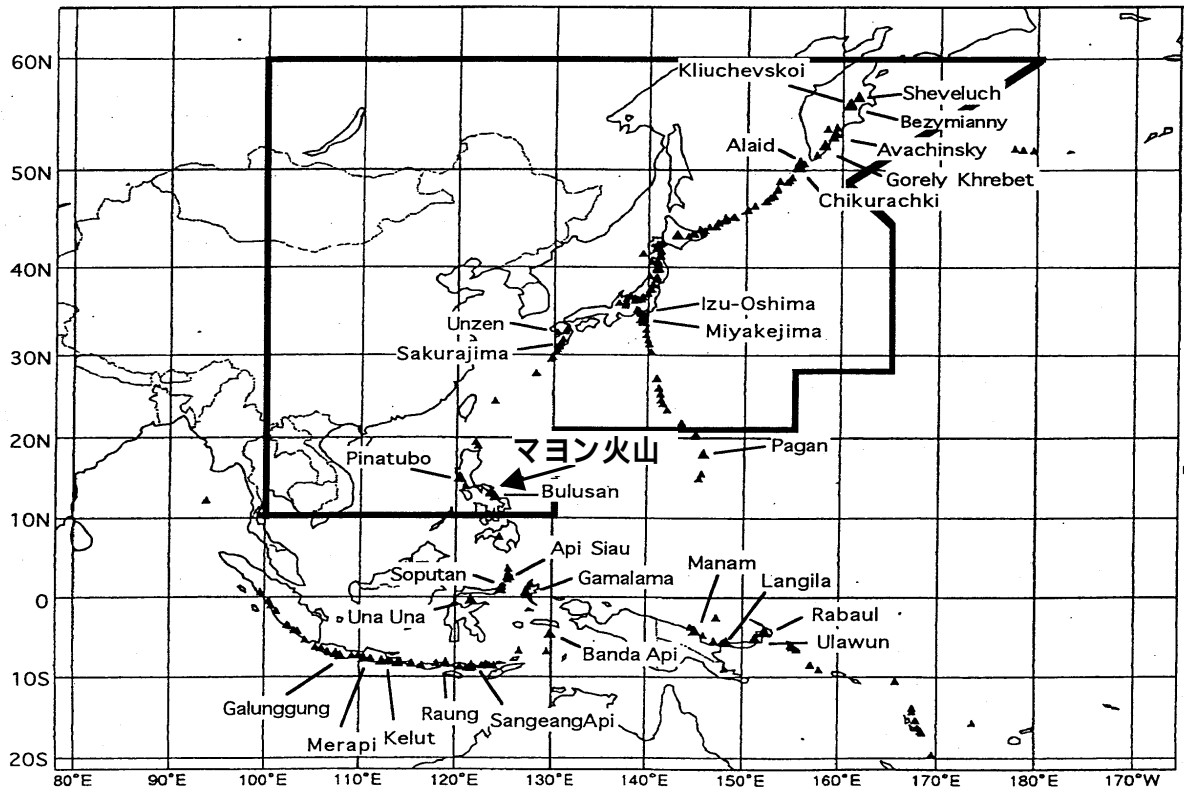 60N
Kliuchevskoi
Sheveluch
Bezymianny
Alaid
Avachinsky
50N
Gorely Khrebet
Chikurachki
40N
Izu-Oshima
Unzen
Miyakejima
Sakurajima
30N
20N
マヨン火山
Pagan
Pinatubo
Bulusan
10N
Api Siau
Manam
Soputan
Gamalama
Langila
0
Una Una
Rabaul
Ulawun
Banda Api
10S
Galunggung
Raung
SangeangApi
Merapi
Kelut
20S
80°E
90°E
100°E
110°E
120°E
130°E
140°E
150°E
160°E
170°E
180°E
170°W